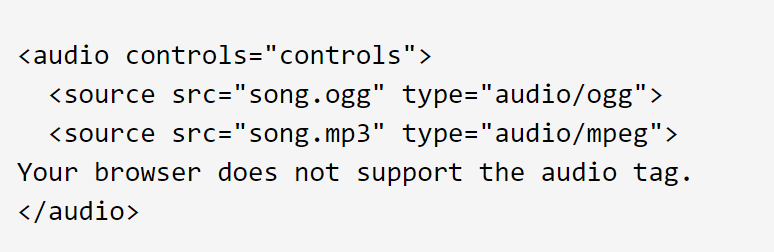 <audio controls="controls">
  <source src="song.ogg" type="audio/ogg">
  <source src="song.mp3" type="audio/mpeg">
Your browser does not support the audio tag.
</audio>